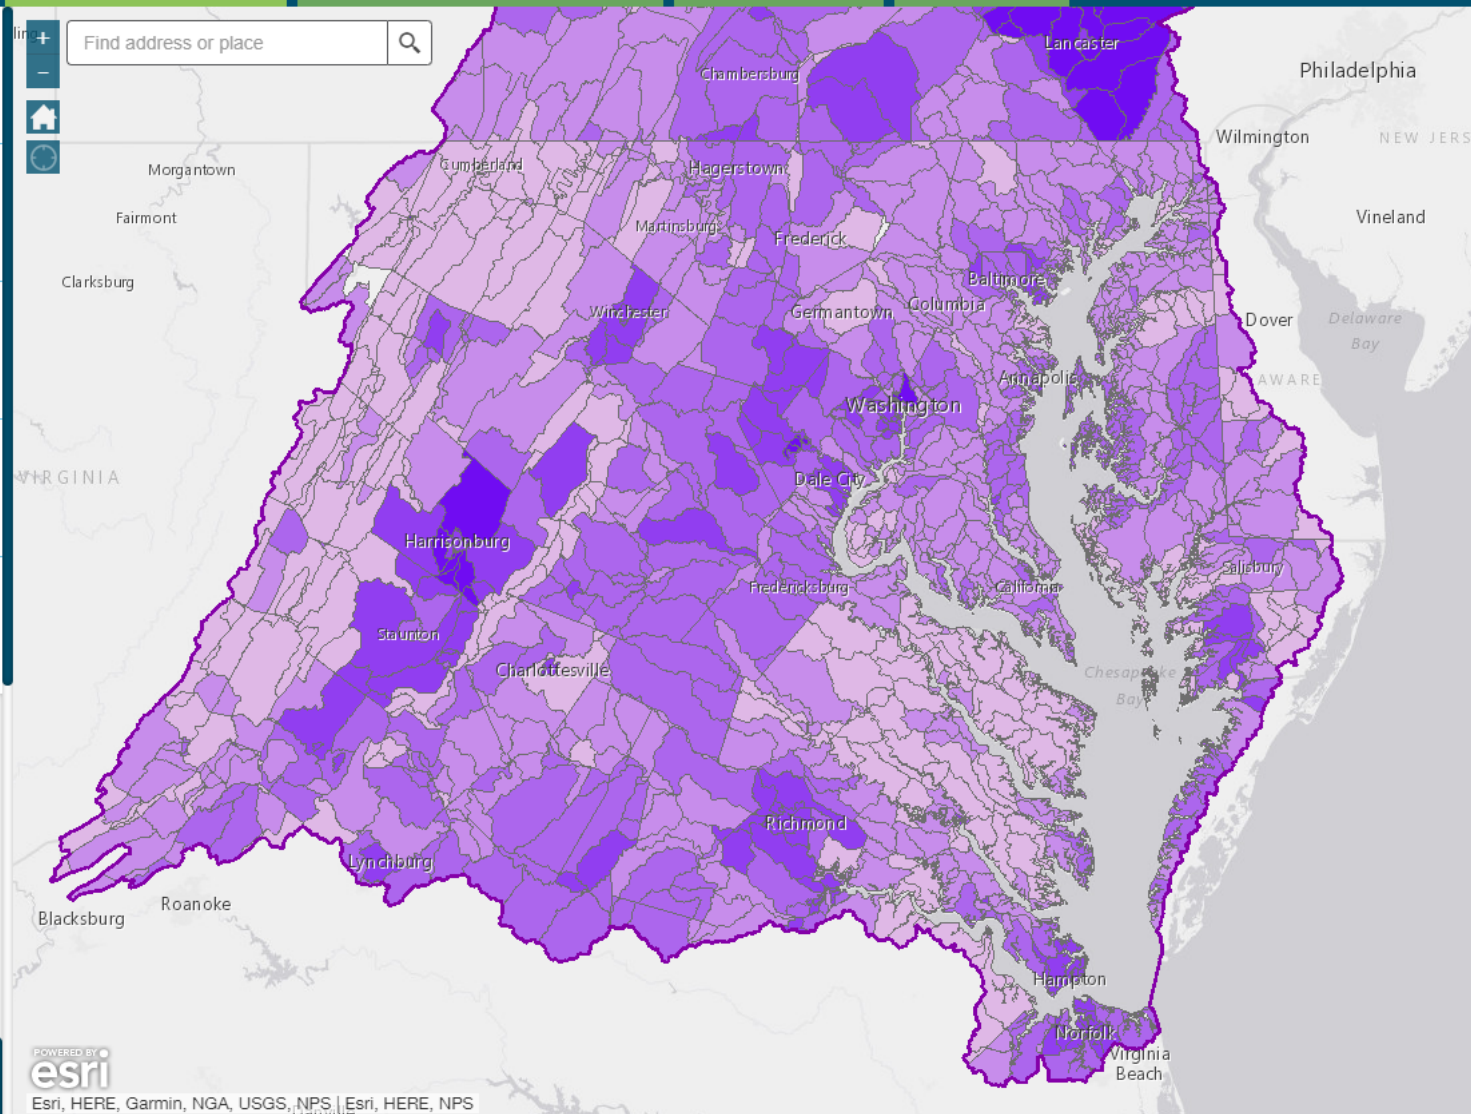 ling
+
Find address or place
−
Lancaster
Chambersburg
Philadelphia
Wilmington
NEW JERS
Morgantown
Cumberland
Hagerstown
Fairmont
Martinsburg
Frederick
Vineland
Clarksburg
Baltimore
Winchester
Germantown
Columbia
Dover
Delaware
Bay
Annapolis
AWARE
Washington
VIRGINIA
Dale City
Harrisonburg
Fredericksburg
California
Salisbury
Staunton
Charlottesville
Chesapeake
Bay
Richmond
Lynchburg
Roanoke
Blacksburg
Hampton
Norfolk
Virginia
Beach
POWERED BY
esri
Esri, HERE, Garmin, NGA, USGS, NPS | Esri, HERE, NPS